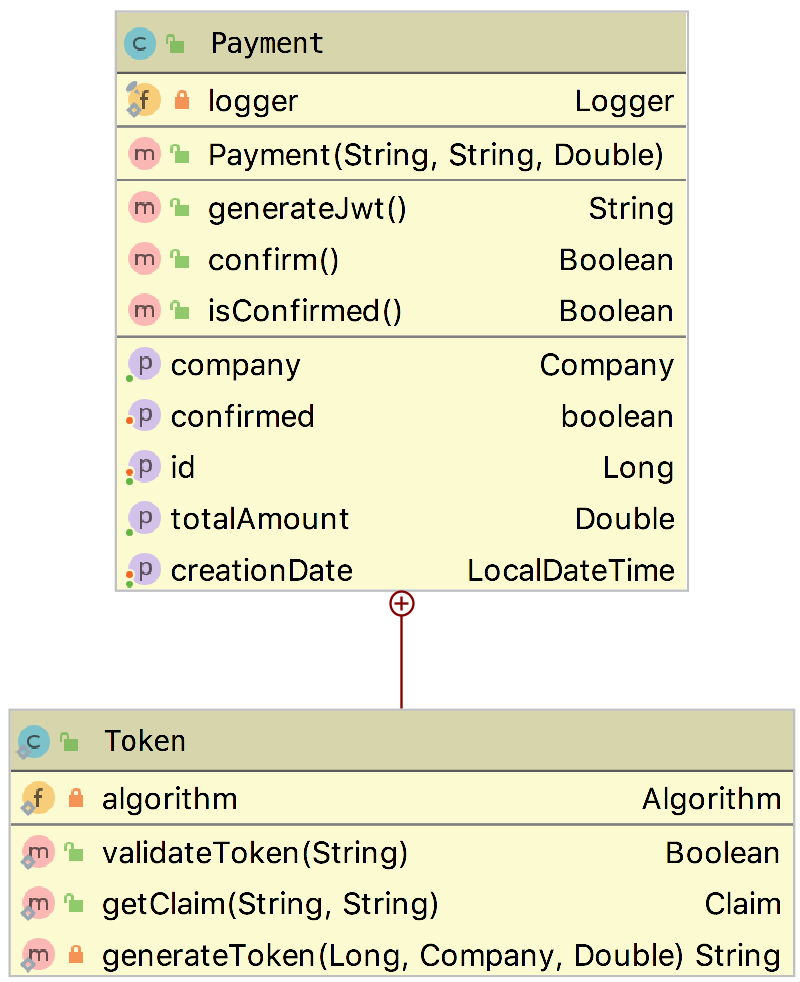 C Payment
f logger Logger
m Payment(String, String, Double)
m generateJwt() String
m confirm() Boolean
m isConfirmed() Boolean
p company Company
p confirmed boolean
p id Long
p totalAmount Double
p creationDate LocalDateTime
C Token
f algorithm Algorithm
m validateToken(String) Boolean
m getClaim(String, String) Claim
m generateToken(Long, Company, Double) String